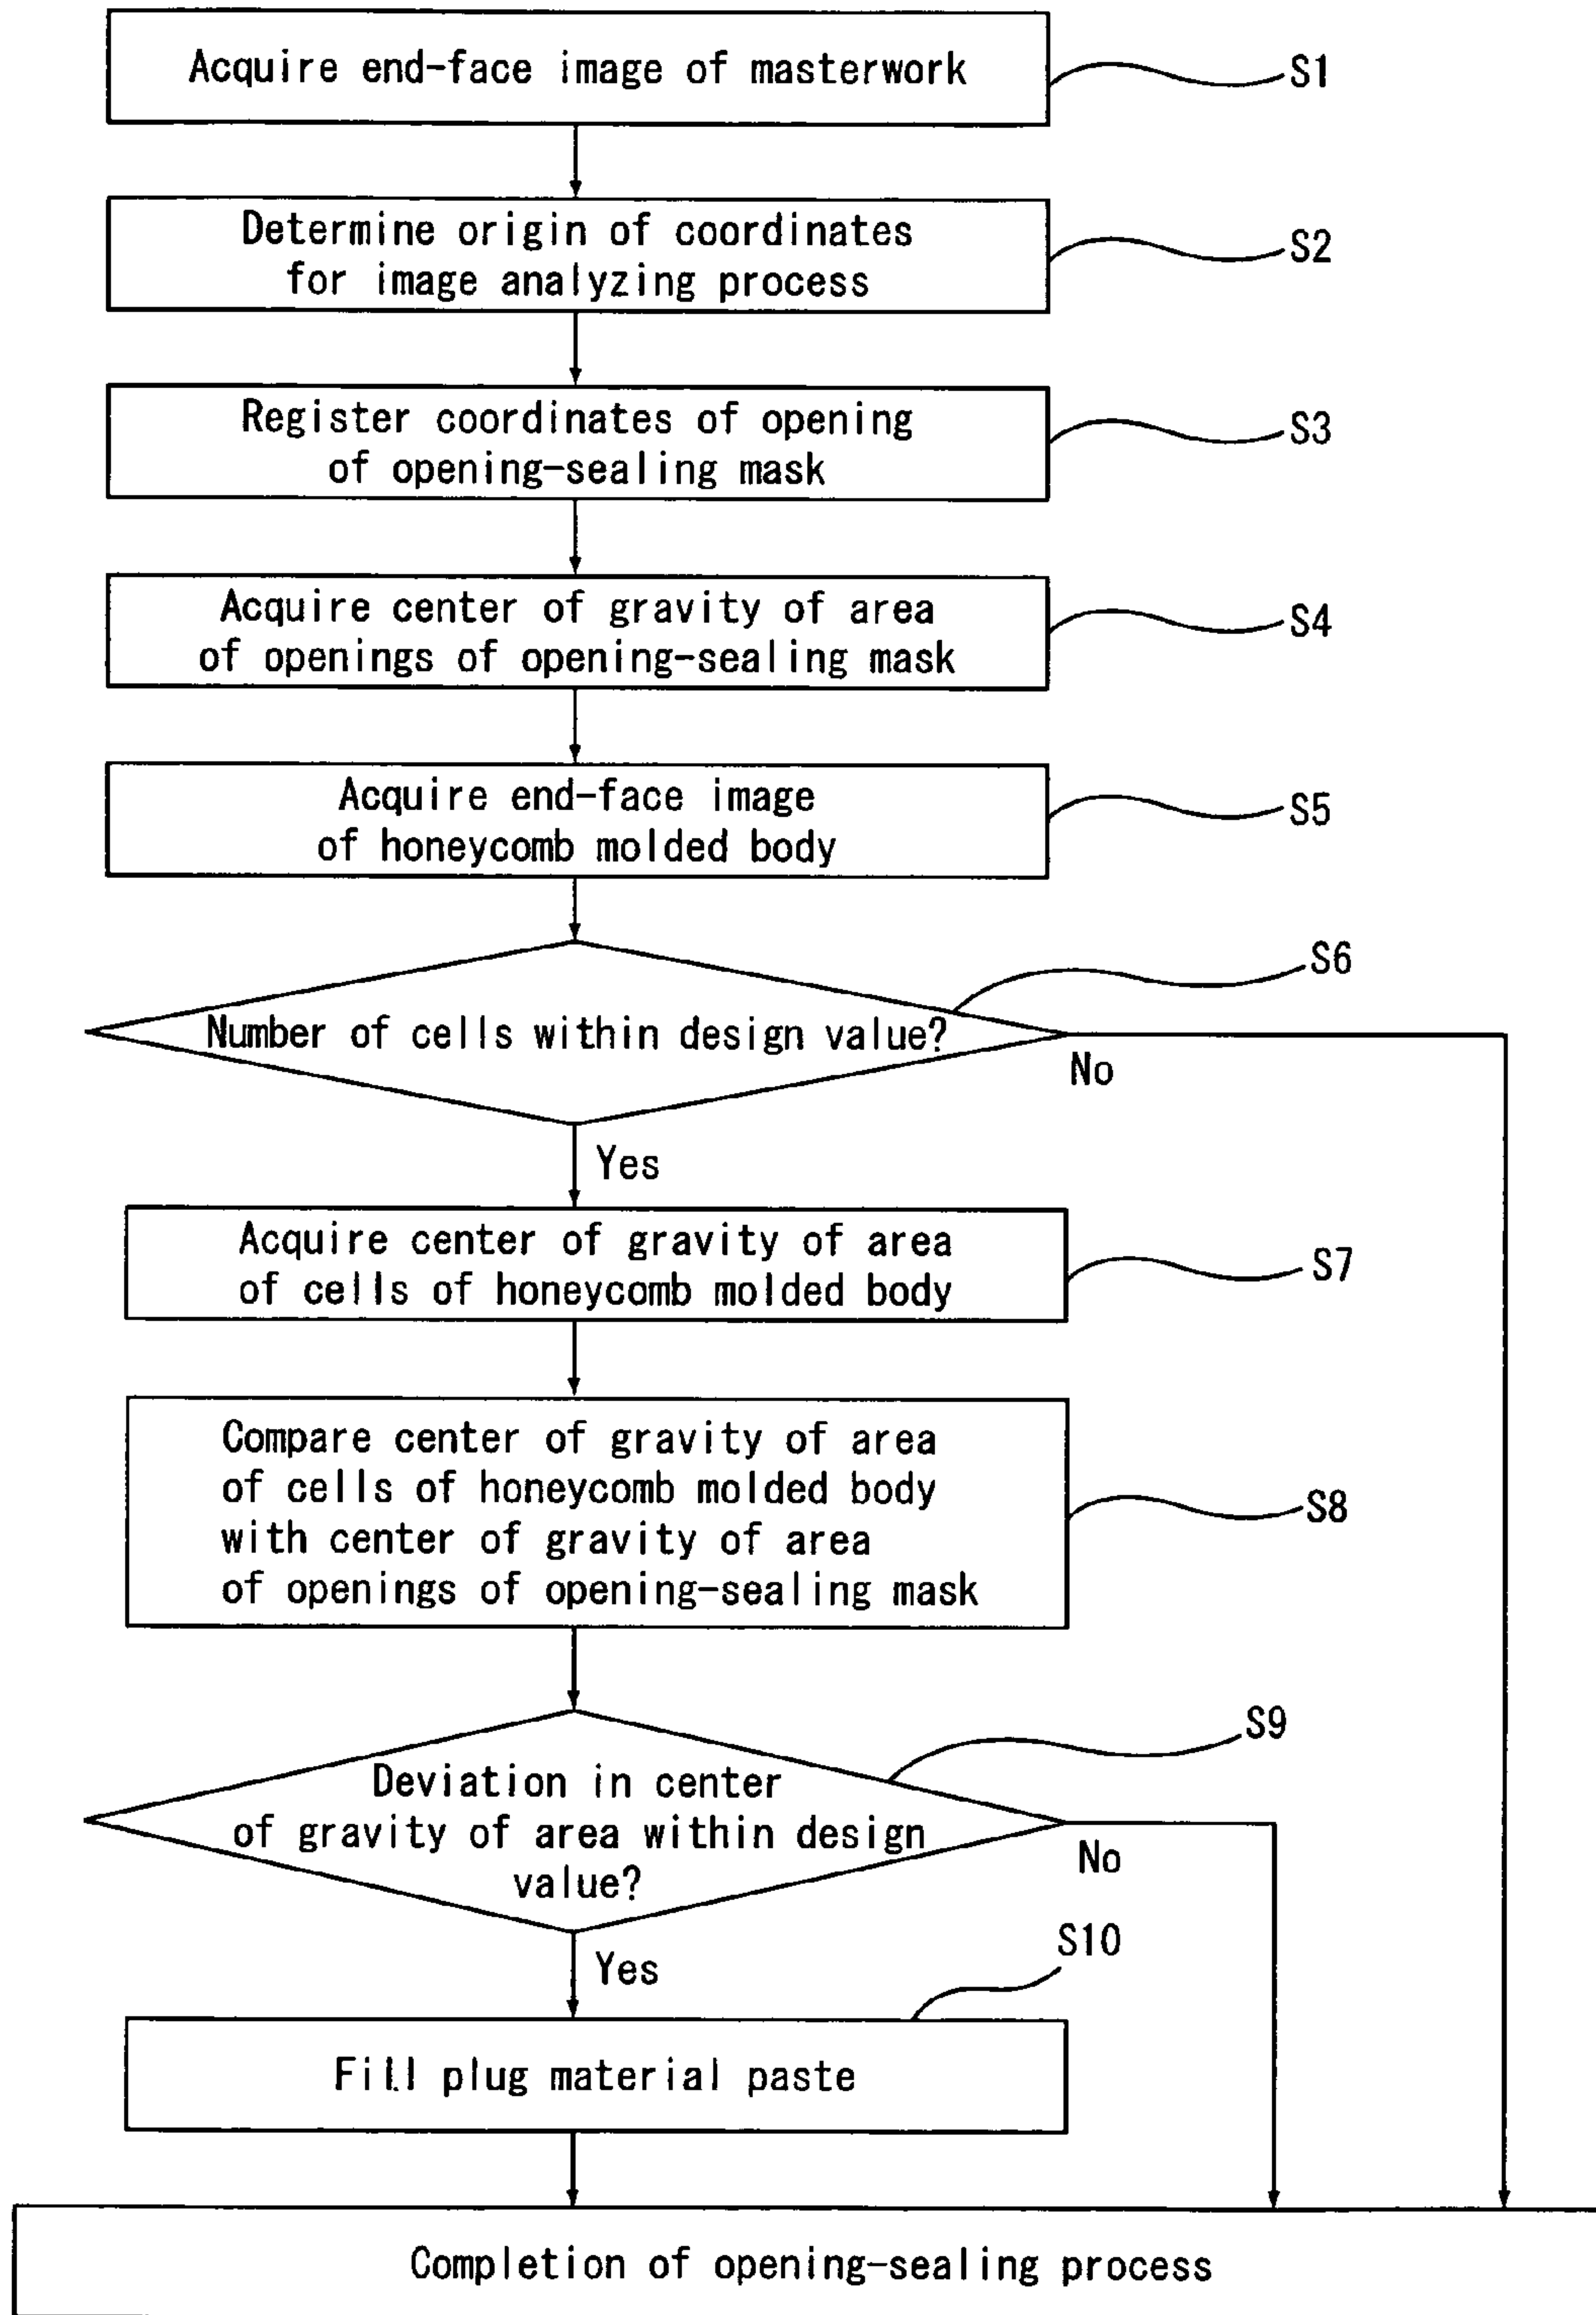 Acquire end-face image of masterwork
S1
Determine origin of coordinates
for image analyzing process
S2
Register coordinates of opening
of opening-sealing mask
S3
Acquire center of gravity of area
of openings of opening-sealing mask
S4
Acquire end-face image
of honeycomb molded body
S5
S6
Number of cells within design value?
No
Yes
Acquire center of gravity of area
of cells of honeycomb molded body
S7
Compare center of gravity of area
of cells of honeycomb molded body
with center of gravity of area
of openings of opening-sealing mask
S8
S9
Deviation in center
of gravity of area within design
value?
No
Yes
S10
Fill plug material paste
Completion of opening-sealing process